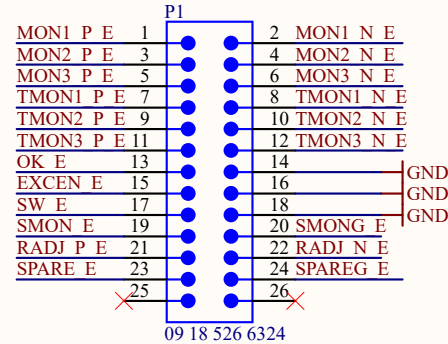 P1
MON1_P_E 1 2 MON1_N_E
MON2_P_E 3 4 MON2_N_E
MON3_P_E 5 6 MON3_N_E
TMON1_P_E 7 8 TMON1_N_E
TMON2_P_E 9 10 TMON2_N_E
TMON3_P_E 11 12 TMON3_N_E
OK_E 13 14 GND
EXCEN_E 15 16 GND
SW_E 17 18 GND
SMON_E 19 20 SMONG_E
RADJ_P_E 21 22 RADJ_N_E
SPARE_E 23 24 SPAREG_E
25 26
09 18 526 6324